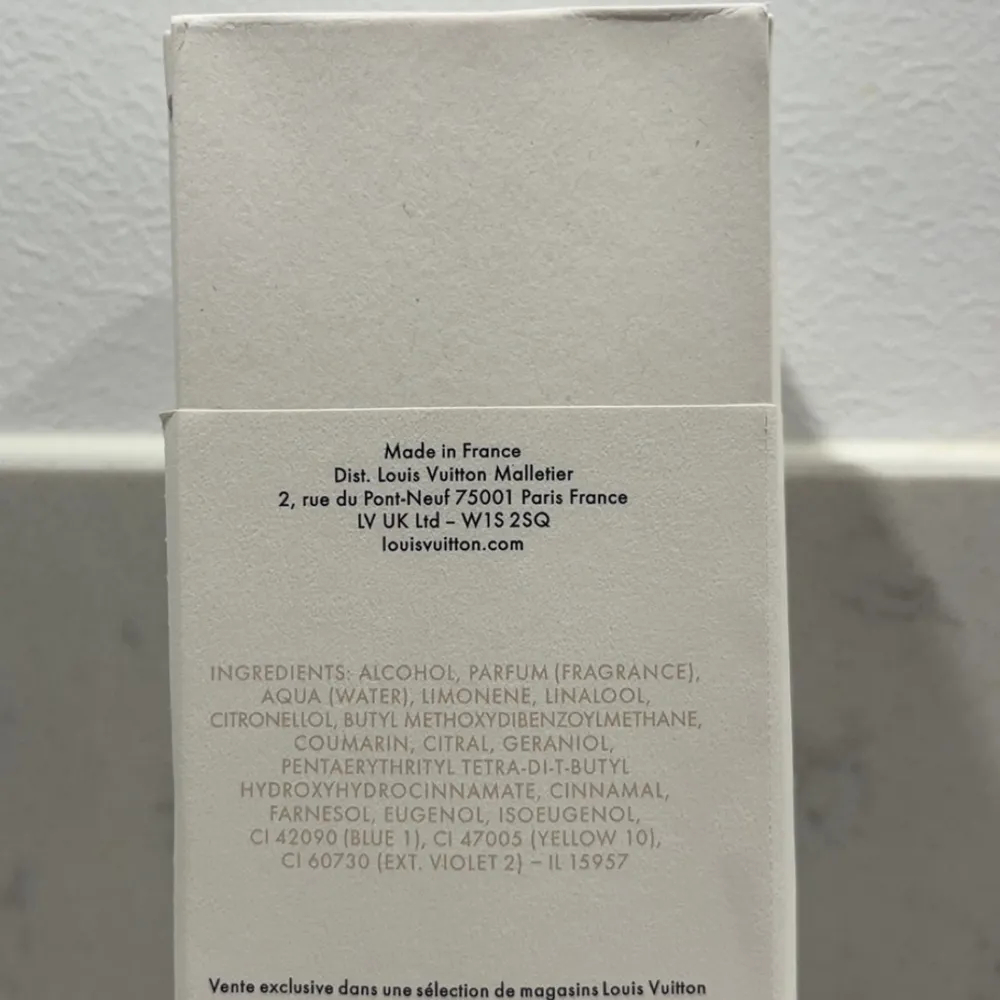 Made in France
Dist. Louis Vuitton Malletier
2, rue du Pont-Neuf 75001 Paris France
LV UK Ltd – W1S 2SQ
louisvuitton.com
INGREDIENTS: ALCOHOL, PARFUM (FRAGRANCE),
AQUA (WATER), LIMONENE, LINALOOL,
CITRONELLOL, BUTYL METHOXYDIBENZOYLMETHANE,
COUMARIN, CITRAL, GERANIOL,
PENTAERYTHRITYL TETRA-DI-T-BUTYL
HYDROXYHYDROCINNAMATE, CINNAMAL,
FARNESOL, EUGENOL, ISOEUGENOL,
CI 42090 (BLUE 1), CI 47005 (YELLOW 10),
CI 60730 (EXT. VIOLET 2) – IL 15957
Vente exclusive dans une sélection de magasins Louis Vuitton